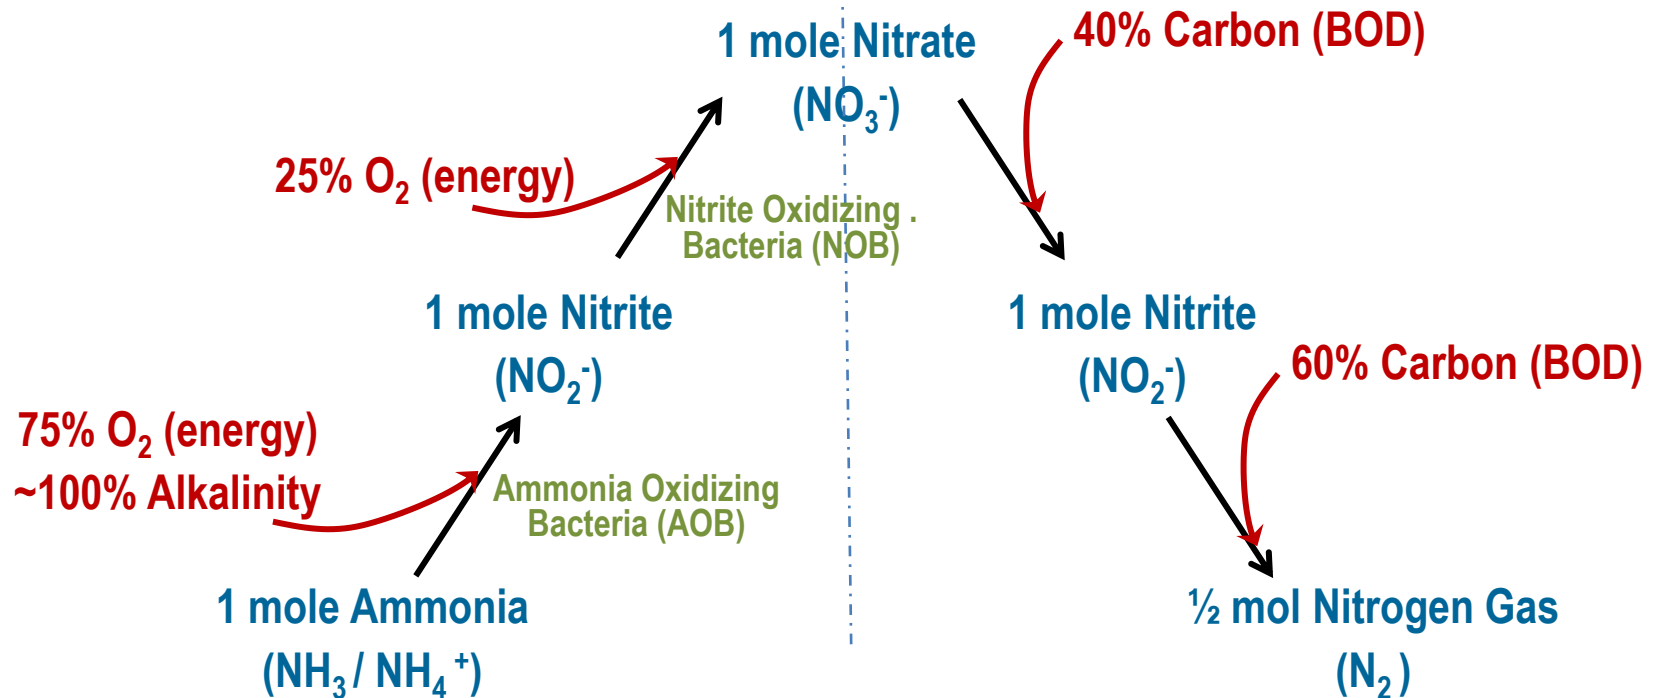 1 mole Nitrate
(NO₃⁻)
40% Carbon (BOD)
25% O₂ (energy)
Nitrite Oxidizing .
Bacteria (NOB)
1 mole Nitrite
(NO₂⁻)
1 mole Nitrite
(NO₂⁻)
60% Carbon (BOD)
75% O₂ (energy)
~100% Alkalinity
Ammonia Oxidizing
Bacteria (AOB)
1 mole Ammonia
(NH₃ / NH₄⁺)
½ mol Nitrogen Gas
(N₂)